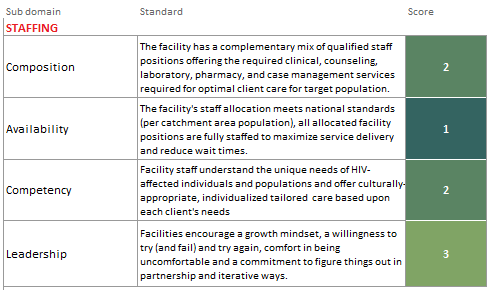 Sub domain Standard Score
STAFFING
Composition
The facility has a complementary mix of qualified staff
positions offering the required clinical, counseling,
laboratory, pharmacy, and case management services
required for optimal client care for target population.
2
Availability
The facility's staff allocation meets national standards
(per catchment area population), all allocated facility
positions are fully staffed to maximize service delivery
and reduce wait times.
1
Competency
Facility staff understand the unique needs of HIV-
affected individuals and populations and offer culturally-
appropriate, individualized tailored care based upon
each client's needs
2
Leadership
Facilities encourage a growth mindset, a willingness to
try (and fail) and try again, comfort in being
uncomfortable and a commitment to figure things out in
partnership and iterative ways.
3